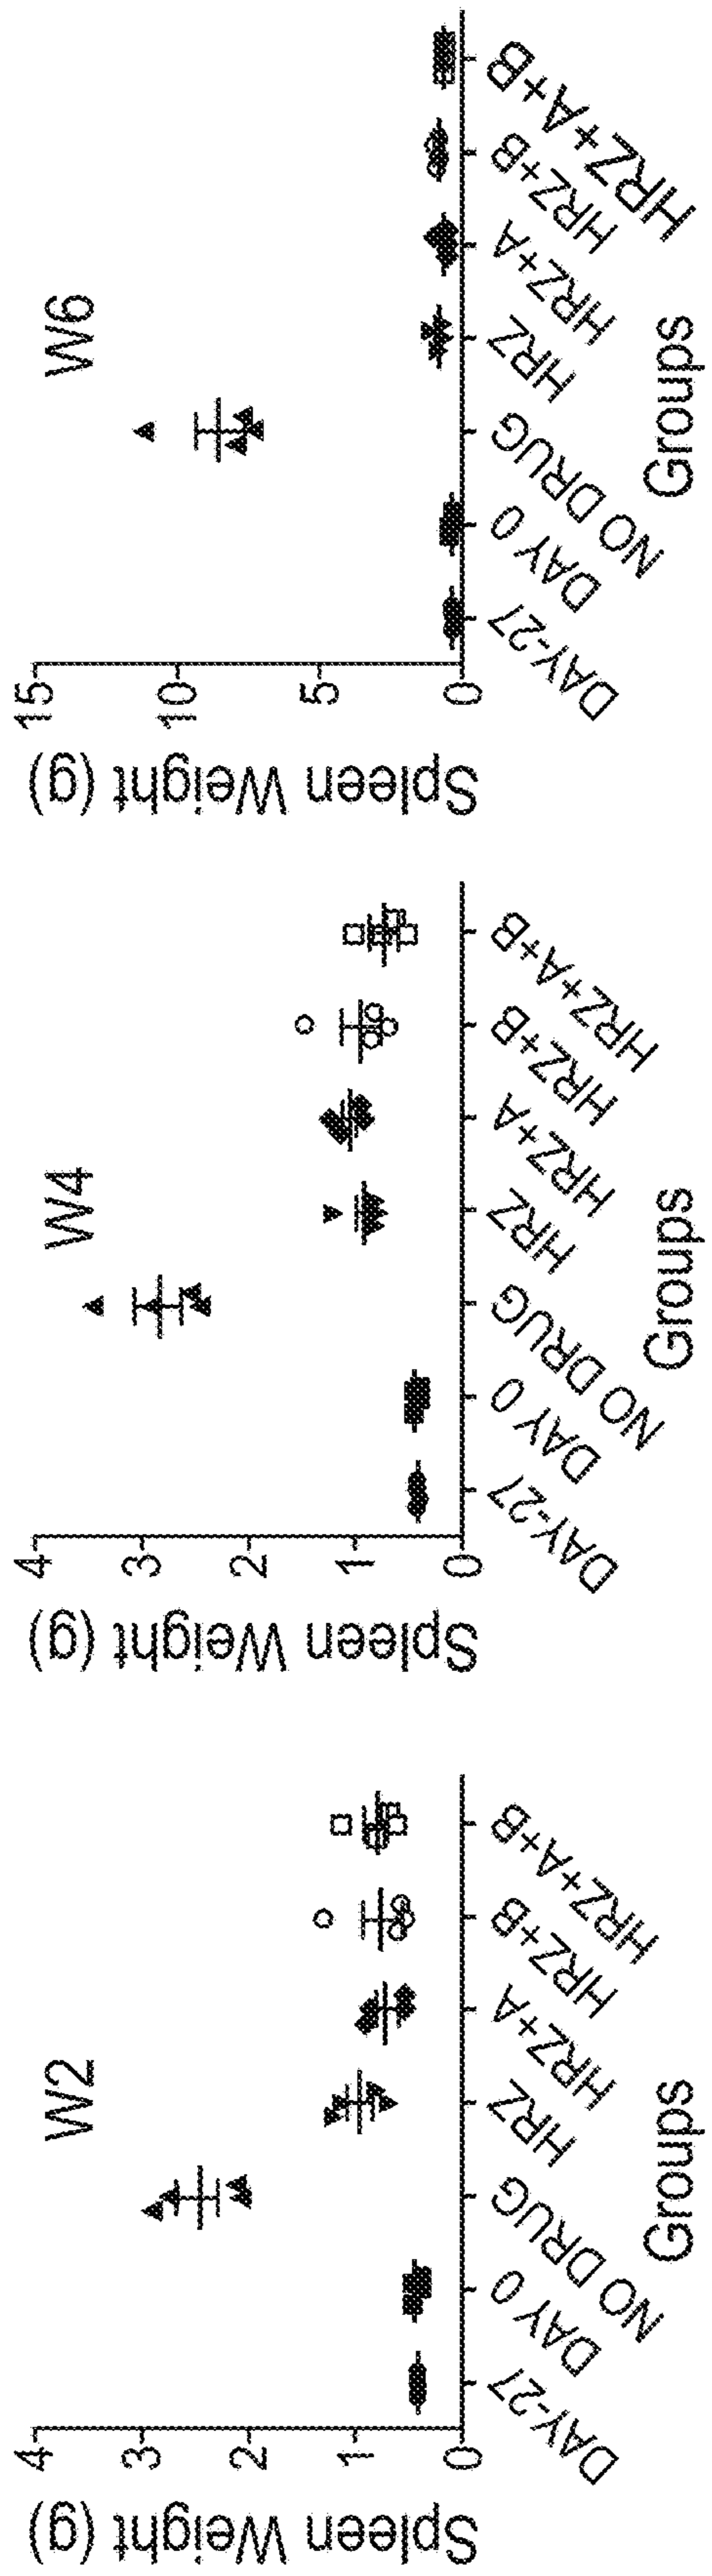 W2
Spleen Weight (g)
4
3
2
1
0
DAY-27
DAY 0
NO DRUG
HRZ
HRZ+A
HRZ+B
HRZ+A+B
Groups
W4
Spleen Weight (g)
4
3
2
1
0
DAY-27
DAY 0
NO DRUG
HRZ
HRZ+A
HRZ+B
HRZ+A+B
Groups
W6
Spleen Weight (g)
15
10
5
0
DAY-27
DAY 0
NO DRUG
HRZ
HRZ+A
HRZ+B
HRZ+A+B
Groups